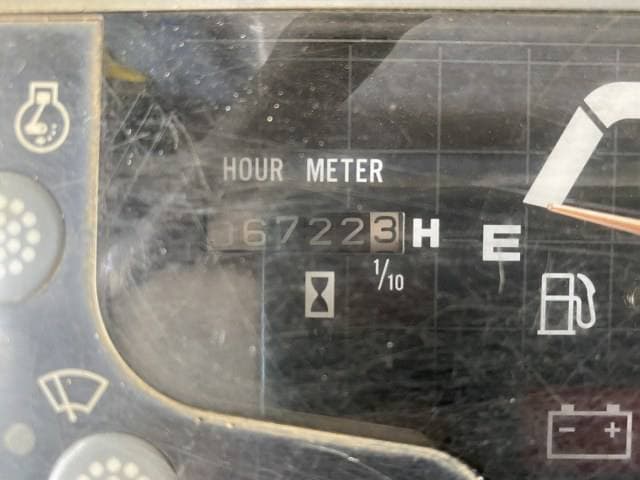 HOUR METER
067223 H
E
1/10
- +